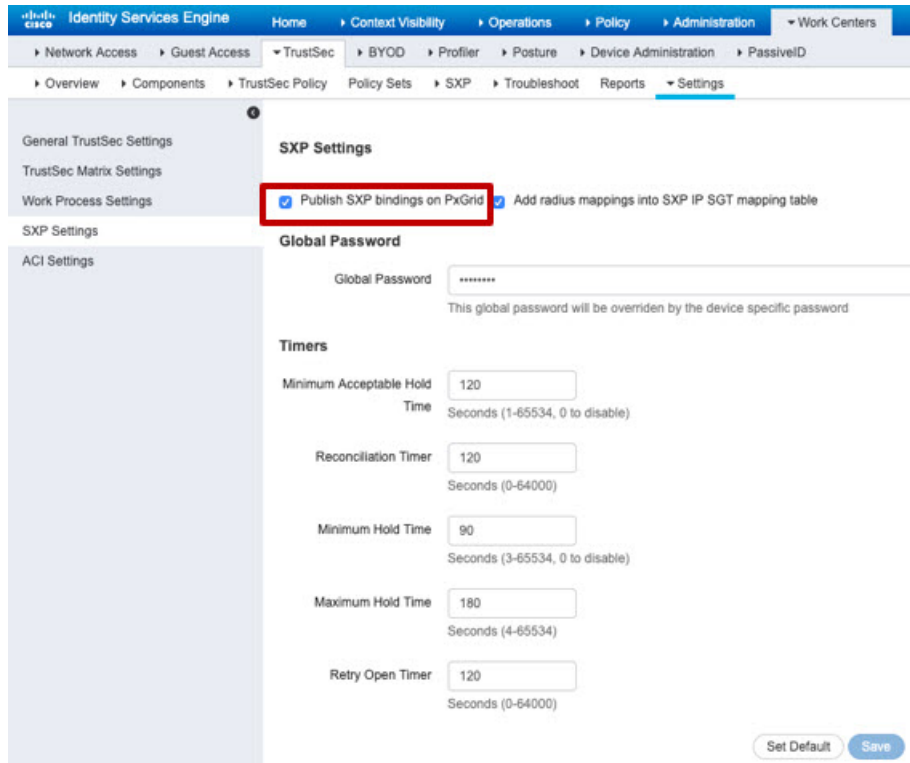 cisco Identity Services Engine Home Context Visibility Operations Policy Administration Work Centers
Network Access Guest Access TrustSec BYOD Profiler Posture Device Administration PassiveID
Overview Components TrustSec Policy Policy Sets SXP Troubleshoot Reports Settings
General TrustSec Settings
TrustSec Matrix Settings
Work Process Settings
SXP Settings
ACI Settings
SXP Settings
Publish SXP bindings on PxGrid Add radius mappings into SXP IP SGT mapping table
Global Password
Global Password ••••••••
This global password will be overriden by the device specific password
Timers
Minimum Acceptable Hold Time 120
Seconds (1-65534, 0 to disable)
Reconciliation Timer 120
Seconds (0-64000)
Minimum Hold Time 90
Seconds (3-65534, 0 to disable)
Maximum Hold Time 180
Seconds (4-65534)
Retry Open Timer 120
Seconds (0-64000)
Set Default Save